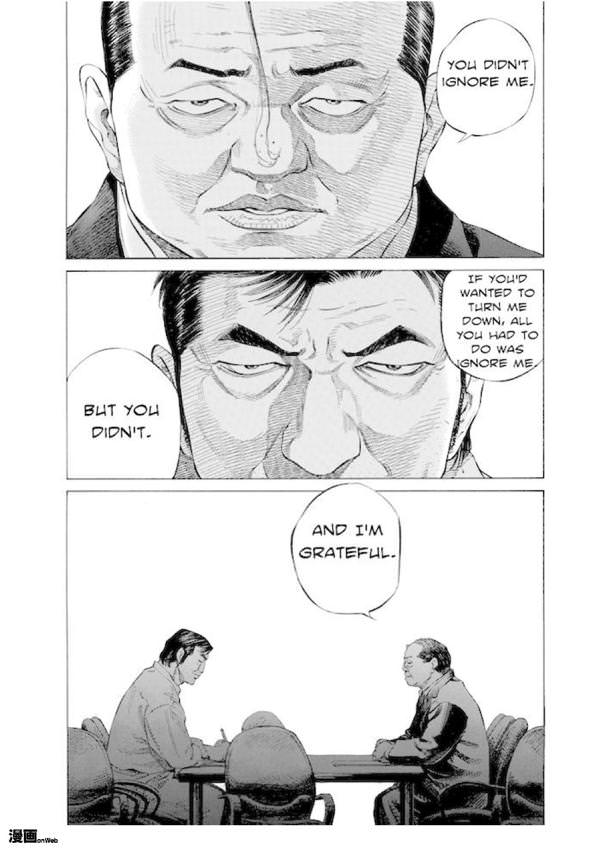 YOU DIDN'T
IGNORE ME.
IF YOU'D
WANTED TO
TURN ME
DOWN, ALL
YOU HAD TO
DO WAS
IGNORE ME.
BUT YOU
DIDN'T.
AND I'M
GRATEFUL.
漫画onWeb